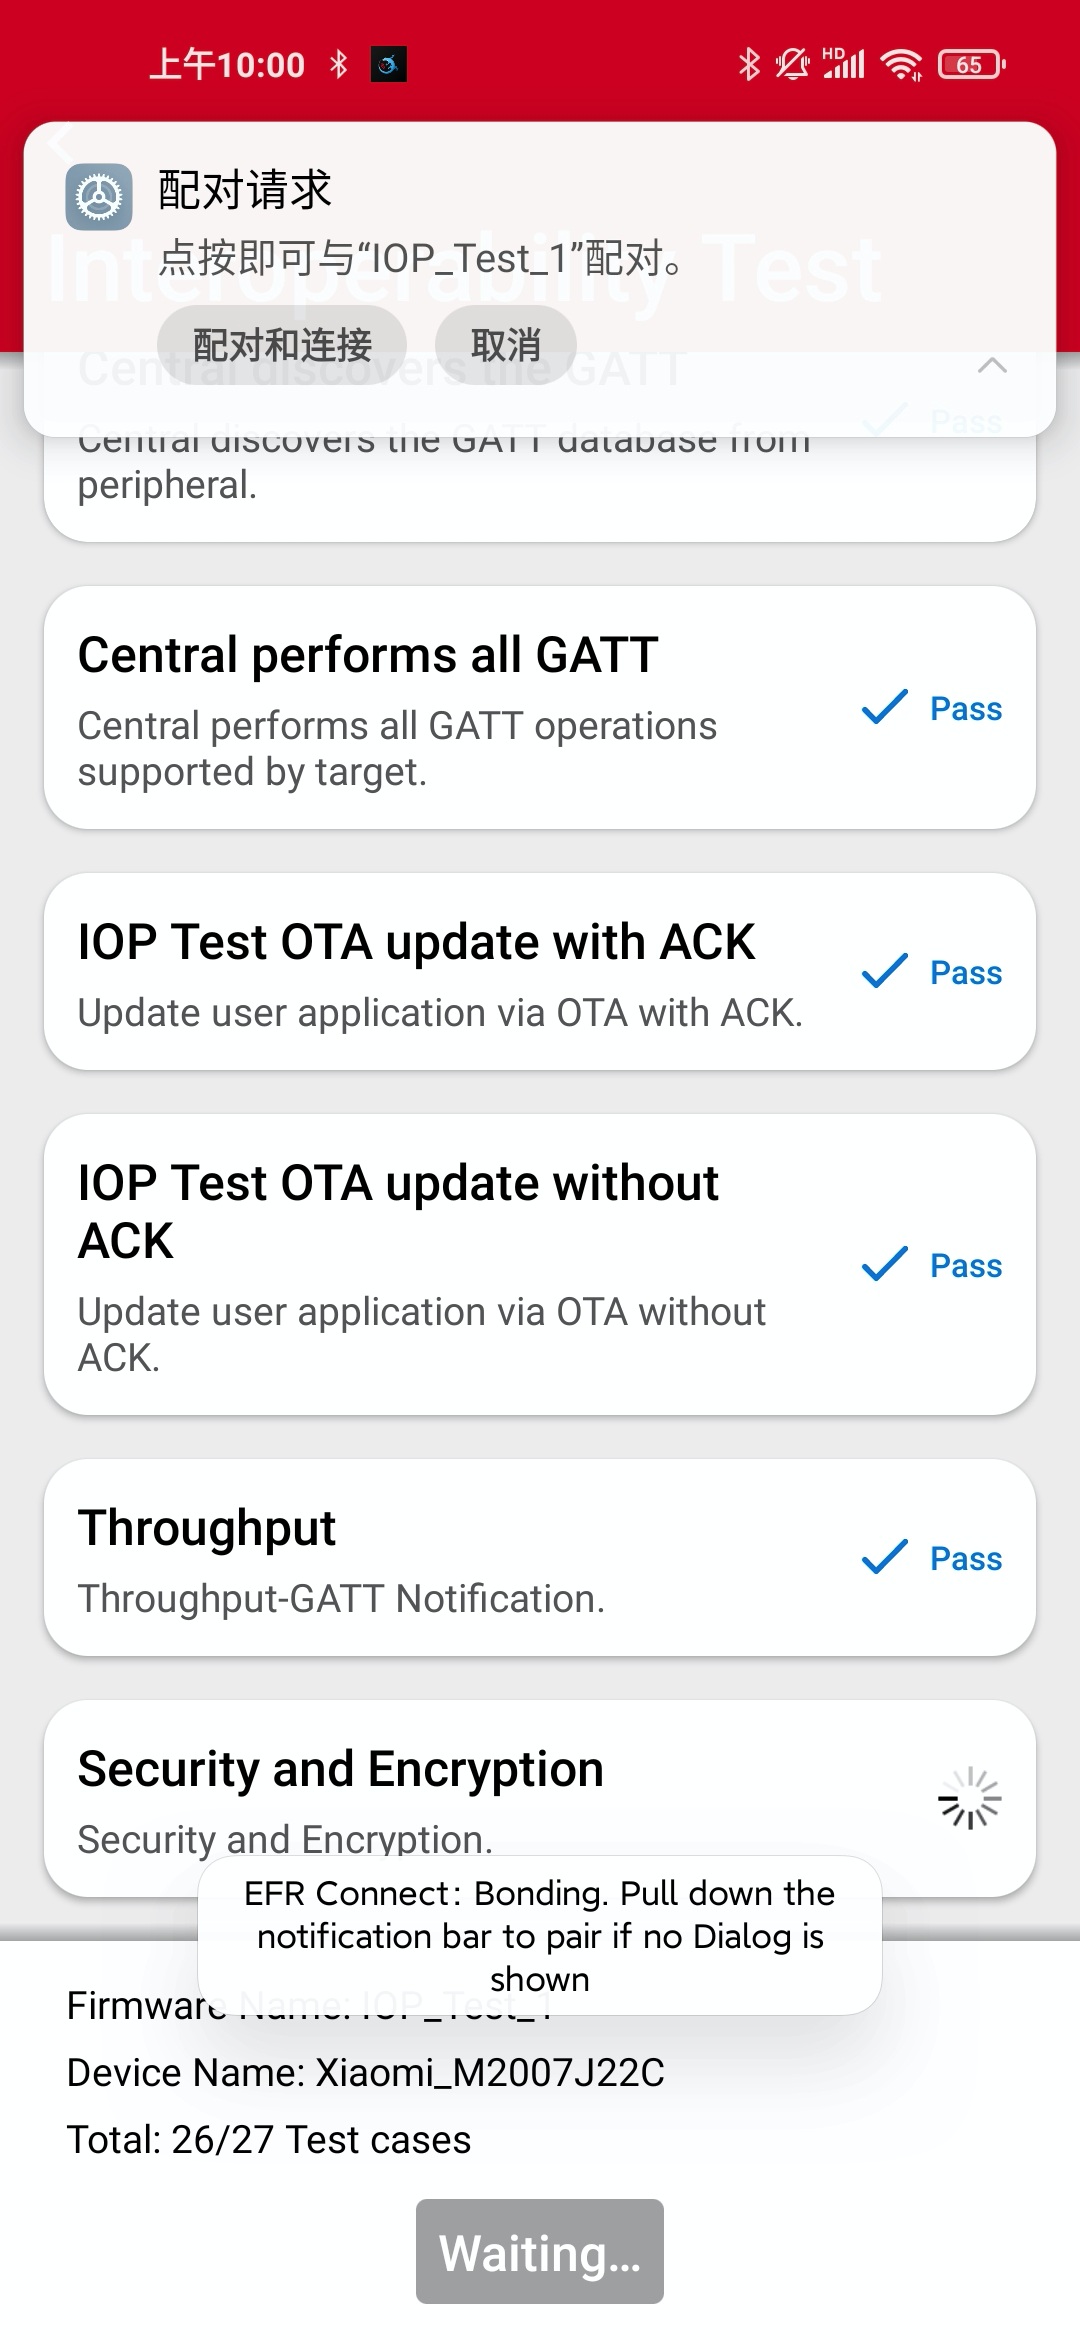 上午10:00
HD
65
配对请求
点按即可与“IOP_Test_1”配对。
Interoperability Test
配对和连接
取消
Central discovers the GATT
Pass
Central discovers the GATT database from
peripheral.
Central performs all GATT
Pass
Central performs all GATT operations
supported by target.
IOP Test OTA update with ACK
Pass
Update user application via OTA with ACK.
IOP Test OTA update without
ACK
Pass
Update user application via OTA without
ACK.
Throughput
Pass
Throughput-GATT Notification.
Security and Encryption
Security and Encryption.
EFR Connect: Bonding. Pull down the
notification bar to pair if no Dialog is
shown
Firmware Name: IOP_Test_1
Device Name: Xiaomi_M2007J22C
Total: 26/27 Test cases
Waiting...